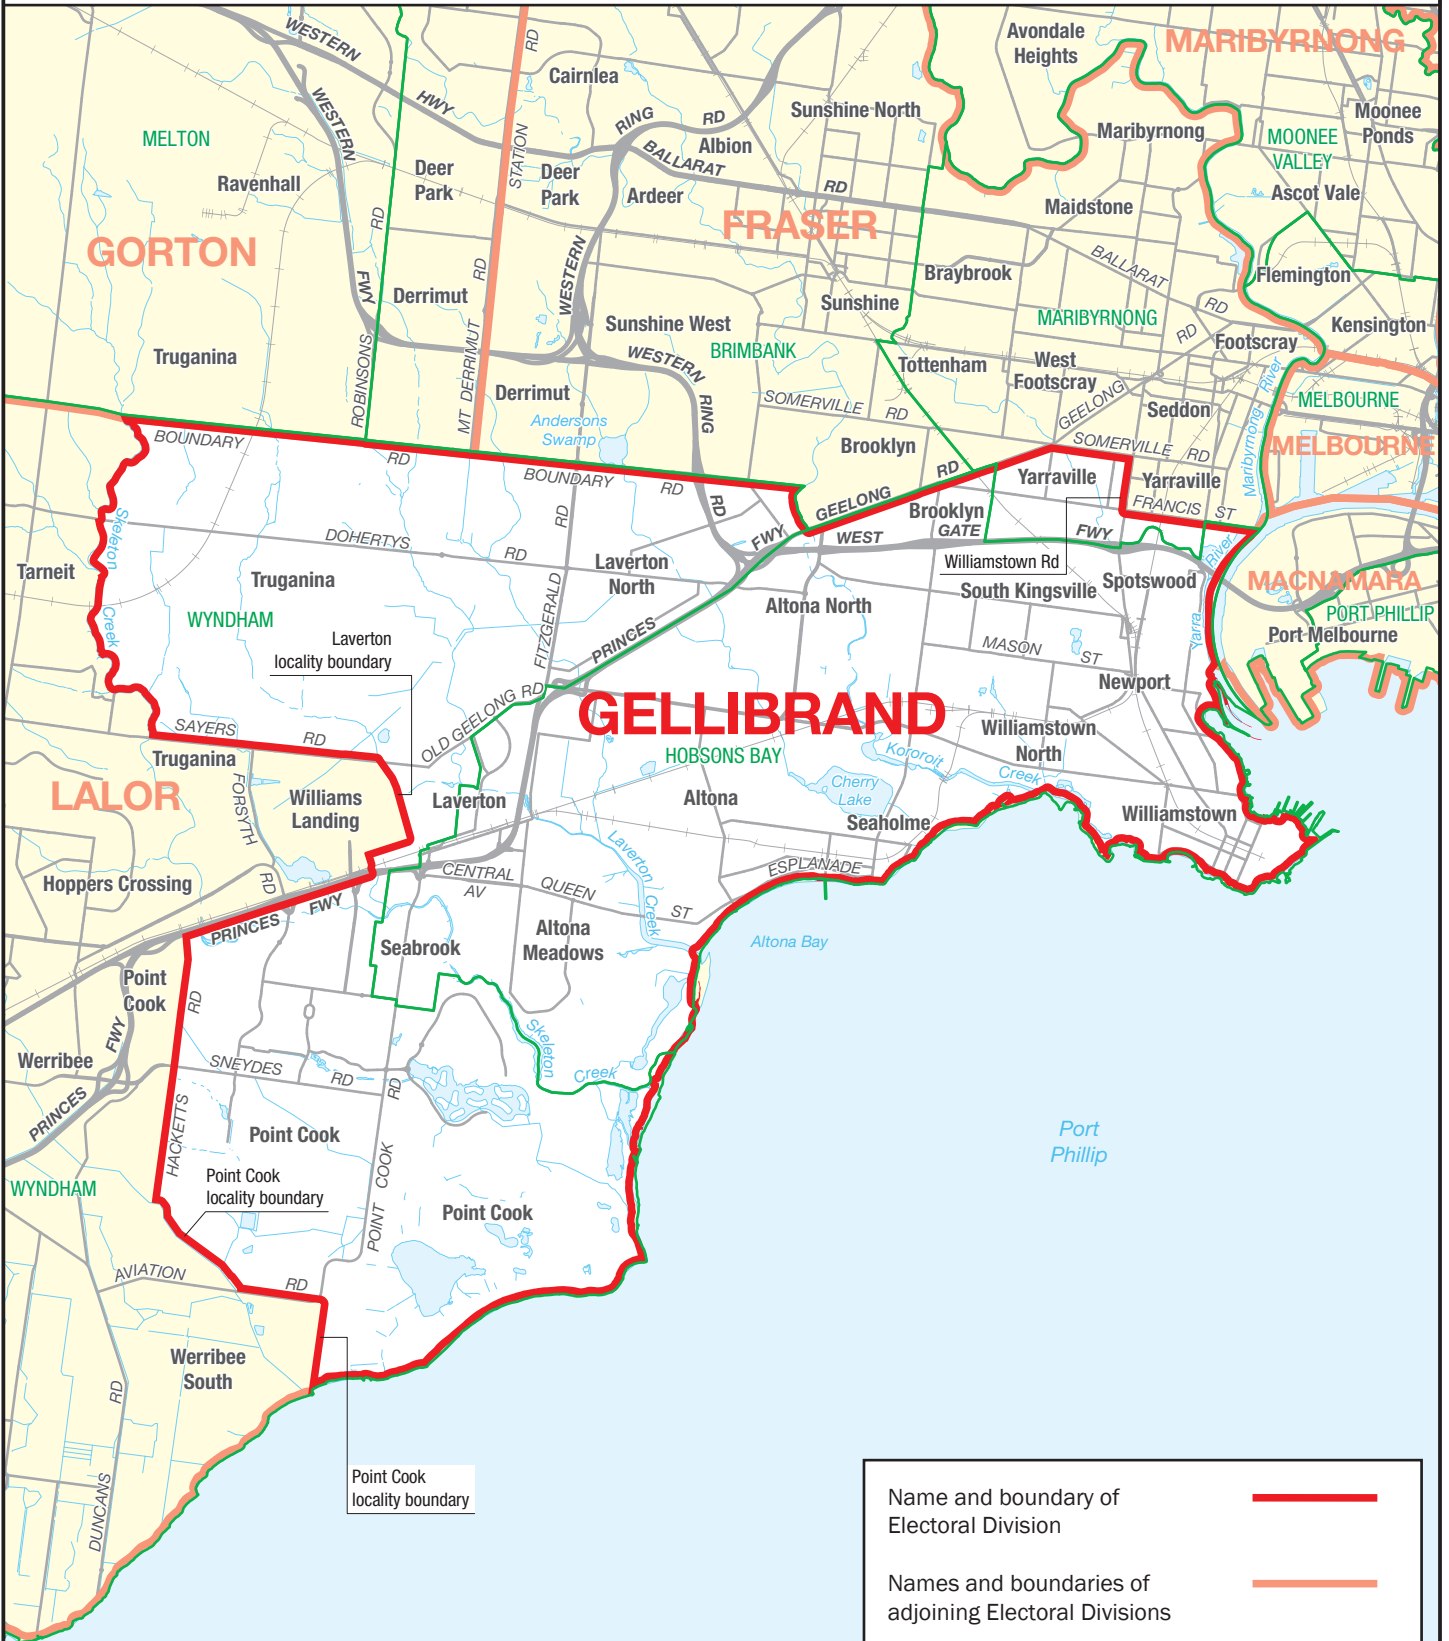 WESTERN
HWY
RD
Cairnlea
Avondale
Heights
MARIBYRNONG
MELTON
WESTERN
FWY
Ravenhall
Deer
Park
STATION
Deer
Park
RING
RD
Albion
BALLARAT
RD
Ardeer
Sunshine North
Maribyrnong
Moonee
Ponds
MOONEE
VALLEY
Ascot Vale
Maidstone
GORTON
FRASER
RD
RD
WESTERN
Derrimut
Braybrook
BALLARAT
RD
Flemington
Sunshine
Sunshine West
BRIMBANK
MARIBYRNONG
RD
Footscray
Kensington
Truganina
ROBINSONS
MT DERRIMUT
WESTERN
RING
Tottenham
West
Footscray
GEELONG
Derrimut
Andersons
Swamp
SOMERVILLE
RD
Seddon
Maribyrnong
River
MELBOURNE
MELBOURNE
BOUNDARY
RD
BOUNDARY
RD
Brooklyn
SOMERVILLE
RD
Yarraville
Yarraville
FRANCIS
ST
RD
GEELONG
RD
Brooklyn
Skeleton
Creek
DOHERTYS
RD
RD
FWY
WEST
GATE
FWY
Williamstown Rd
River
Tarneit
Truganina
Laverton
North
FITZGERALD
Altona North
South Kingsville
Spotswood
MACNAMARA
PORT PHILLIP
Port Melbourne
WYNDHAM
Laverton
locality boundary
PRINCES
MASON
ST
Yarra
Newport
OLD GEELONG RD
GELLIBRAND
HOBSONS BAY
Williamstown
North
SAYERS
RD
Truganina
FORSYTH
RD
LALOR
Williams
Landing
Laverton
Altona
Kororoit
Creek
Cherry
Lake
Seaholme
Williamstown
Laverton
Creek
ESPLANADE
Hoppers Crossing
CENTRAL
AV
QUEEN
ST
PRINCES
FWY
Seabrook
Altona
Meadows
Altona Bay
Point
Cook
RD
FWY
Werribee
PRINCES
SNEYDES
RD
RD
Skeleton
Creek
HACKETTS
Point Cook
POINT
COOK
Port
Phillip
WYNDHAM
Point Cook
locality boundary
Point Cook
AVIATION
RD
Werribee
South
RD
DUNCANS
Point Cook
locality boundary
Name and boundary of
Electoral Division
Names and boundaries of
adjoining Electoral Divisions